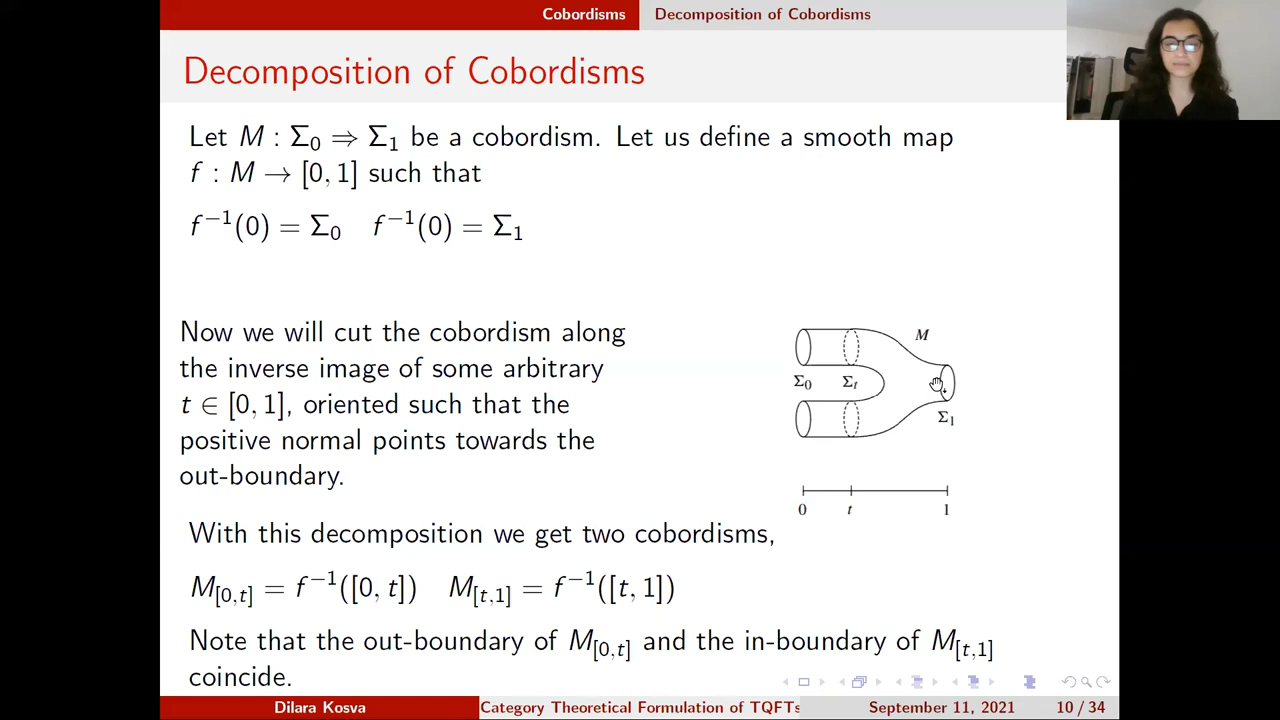 Cobordisms Decomposition of Cobordisms
Decomposition of Cobordisms
Let M : Σ₀ ⇒ Σ₁ be a cobordism. Let us define a smooth map
f : M → [0, 1] such that
f⁻¹(0) = Σ₀ f⁻¹(0) = Σ₁
Now we will cut the cobordism along
the inverse image of some arbitrary
t ∈ [0, 1], oriented such that the
positive normal points towards the
out-boundary.
M
Σ₀ Σₜ
Σ₁
0 t 1
With this decomposition we get two cobordisms,
M_[0,t] = f⁻¹([0, t]) M_[t,1] = f⁻¹([t, 1])
Note that the out-boundary of M_[0,t] and the in-boundary of M_[t,1]
coincide.
Dilara Kosva Category Theoretical Formulation of TQFTs September 11, 2021 10 / 34